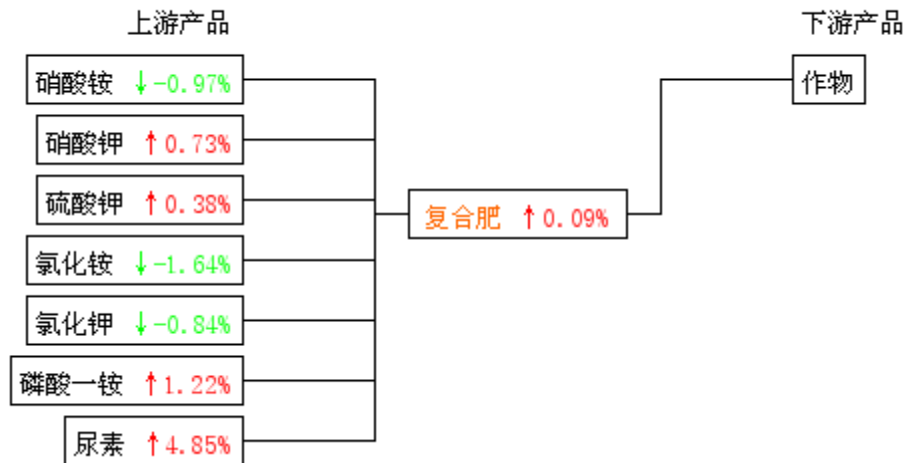 上游产品
下游产品
硝酸铵 ↓-0.97%
作物
硝酸钾 ↑0.73%
硫酸钾 ↑0.38%
复合肥 ↑0.09%
氯化铵 ↓-1.64%
氯化钾 ↓-0.84%
磷酸一铵 ↑1.22%
尿素 ↑4.85%